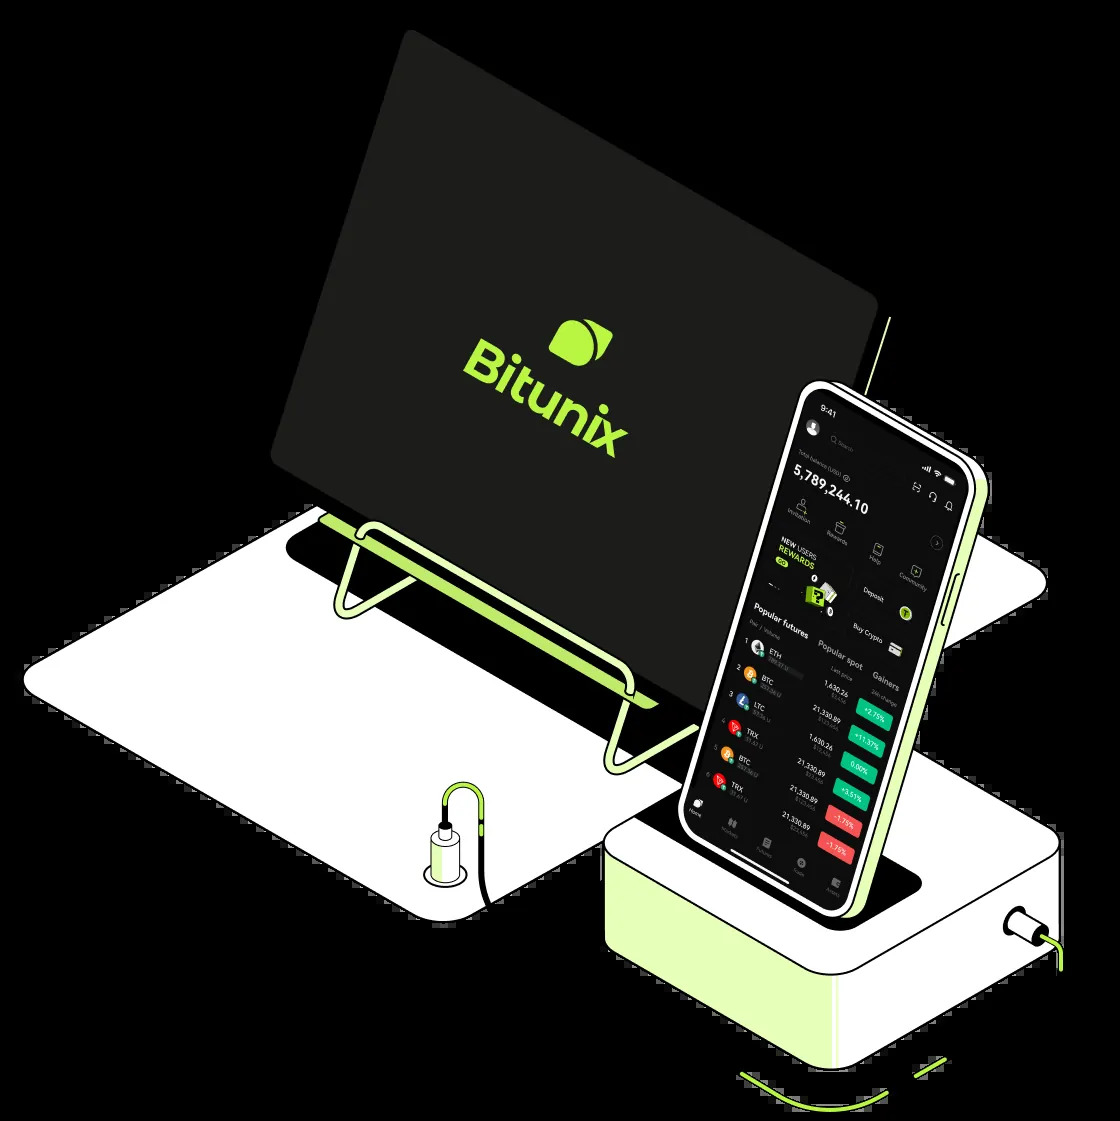 Bitunix
9:41
Search
Total balance (USD)
5,789,244.10
Invitation Rewards Help Community
NEW USERS
REWARDS
GO
Deposit
Buy Crypto
Popular futures Popular spot Gainers
Pair / Volume Last price 24h change
1 ETH 1,630.26 +2.75%
2 BTC 21,330.89 +11.37%
3 LTC 1,630.26 0.00%
4 TRX 21,330.89 +3.51%
5 BTC 21,330.89 -1.75%
6 TRX 21,330.89 -1.75%
Home Markets Futures Assets